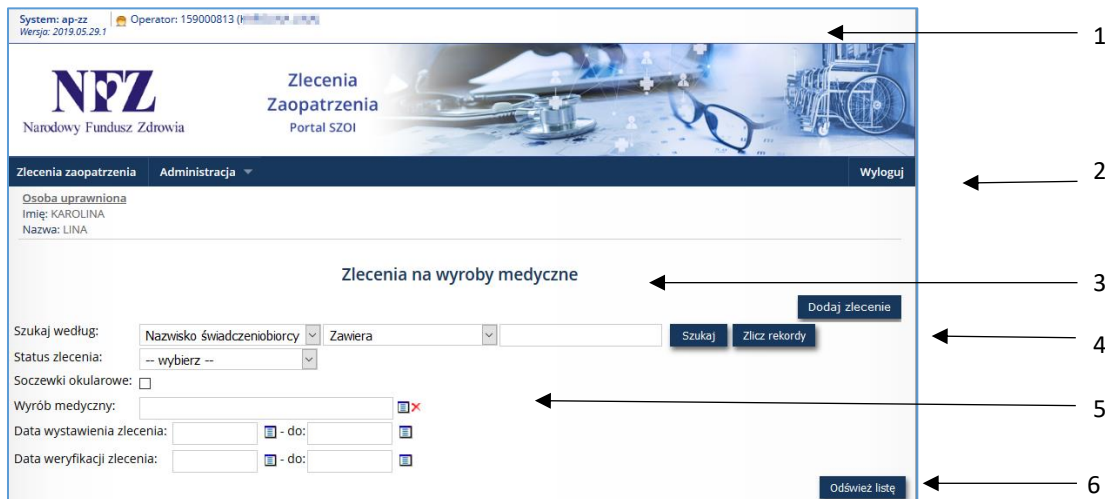 System: ap-zz Operator: 159000813 (
Wersja: 2019.05.29.1
1
NFZ
Narodowy Fundusz Zdrowia
Zlecenia
Zaopatrzenia
Portal SZOI
Zlecenia zaopatrzenia Administracja Wyloguj
2
Osoba uprawniona
Imię: KAROLINA
Nazwa: LINA
Zlecenia na wyroby medyczne
3
Dodaj zlecenie
Szukaj według: Nazwisko świadczeniobiorcy Zawiera Szukaj Zlicz rekordy
4
Status zlecenia: -- wybierz --
Soczewki okularowe:
Wyrób medyczny:
5
Data wystawienia zlecenia: - do:
Data weryfikacji zlecenia: - do:
Odśwież listę
6